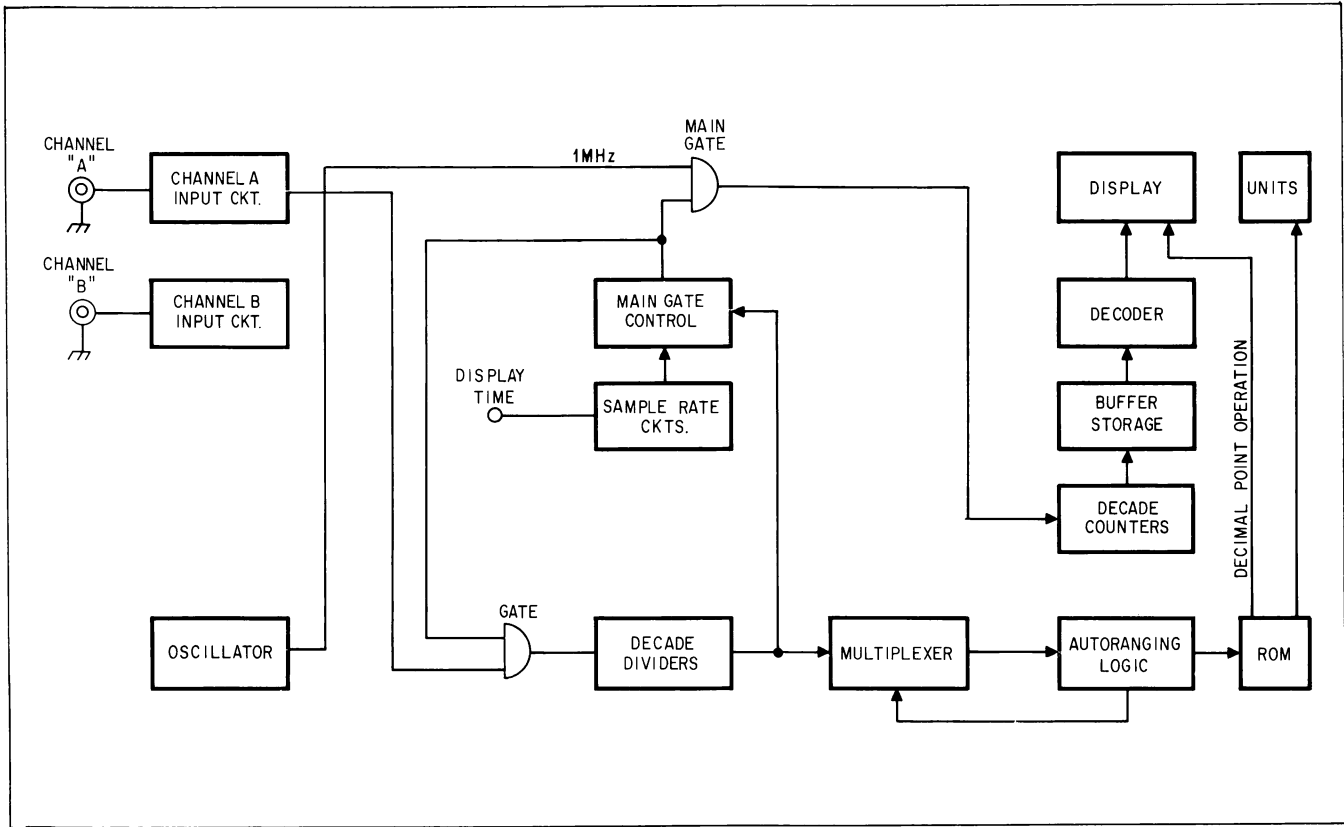 CHANNEL
"A"
CHANNEL A
INPUT CKT.
CHANNEL
"B"
CHANNEL B
INPUT CKT.
OSCILLATOR
1MHz
MAIN
GATE
MAIN GATE
CONTROL
DISPLAY
TIME
SAMPLE RATE
CKTS.
GATE
DECADE
DIVIDERS
MULTIPLEXER
AUTORANGING
LOGIC
ROM
DISPLAY
UNITS
DECODER
BUFFER
STORAGE
DECADE
COUNTERS
DECIMAL POINT OPERATION